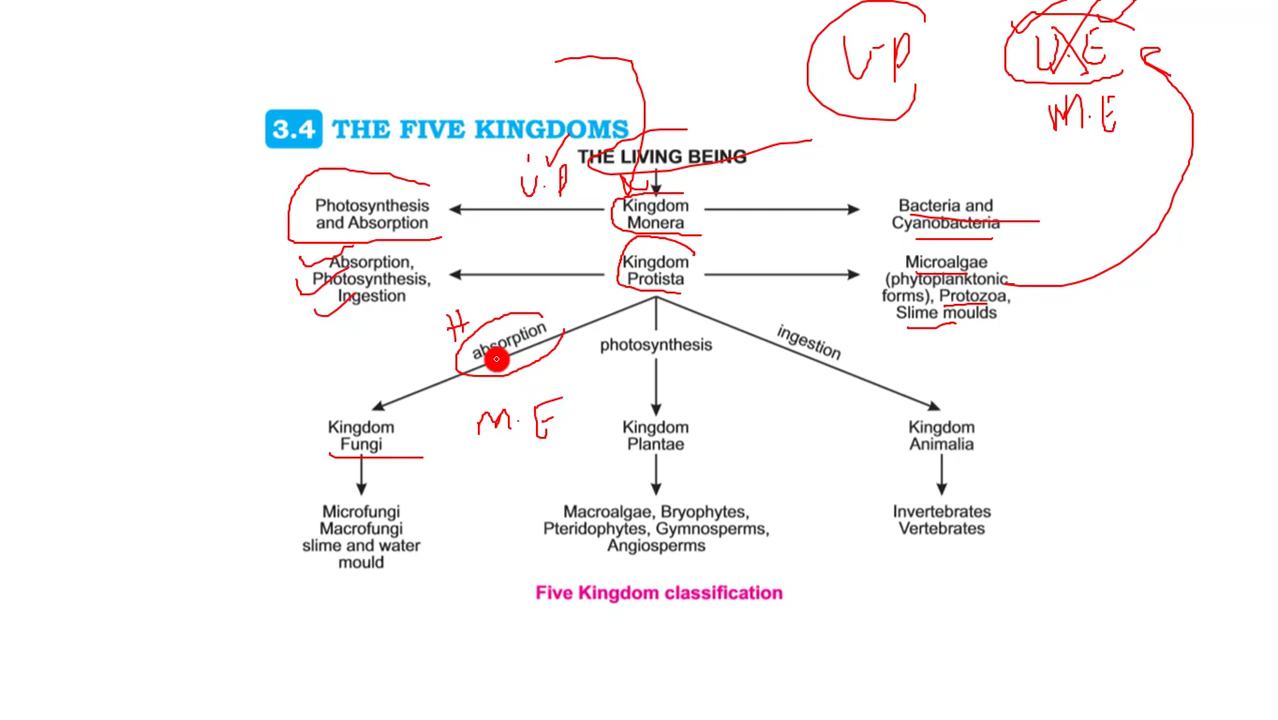 U-P
U.E
M.E
3.4 THE FIVE KINGDOMS
THE LIVING BEING
U.P
Photosynthesis
and Absorption
Kingdom
Monera
Bacteria and
Cyanobacteria
Absorption,
Photosynthesis,
Ingestion
Kingdom
Protista
Microalgae
(phytoplanktonic
forms), Protozoa,
Slime moulds
H
absorption
photosynthesis
ingestion
M.E
Kingdom
Fungi
Kingdom
Plantae
Kingdom
Animalia
Microfungi
Macrofungi
slime and water
mould
Macroalgae, Bryophytes,
Pteridophytes, Gymnosperms,
Angiosperms
Invertebrates
Vertebrates
Five Kingdom classification